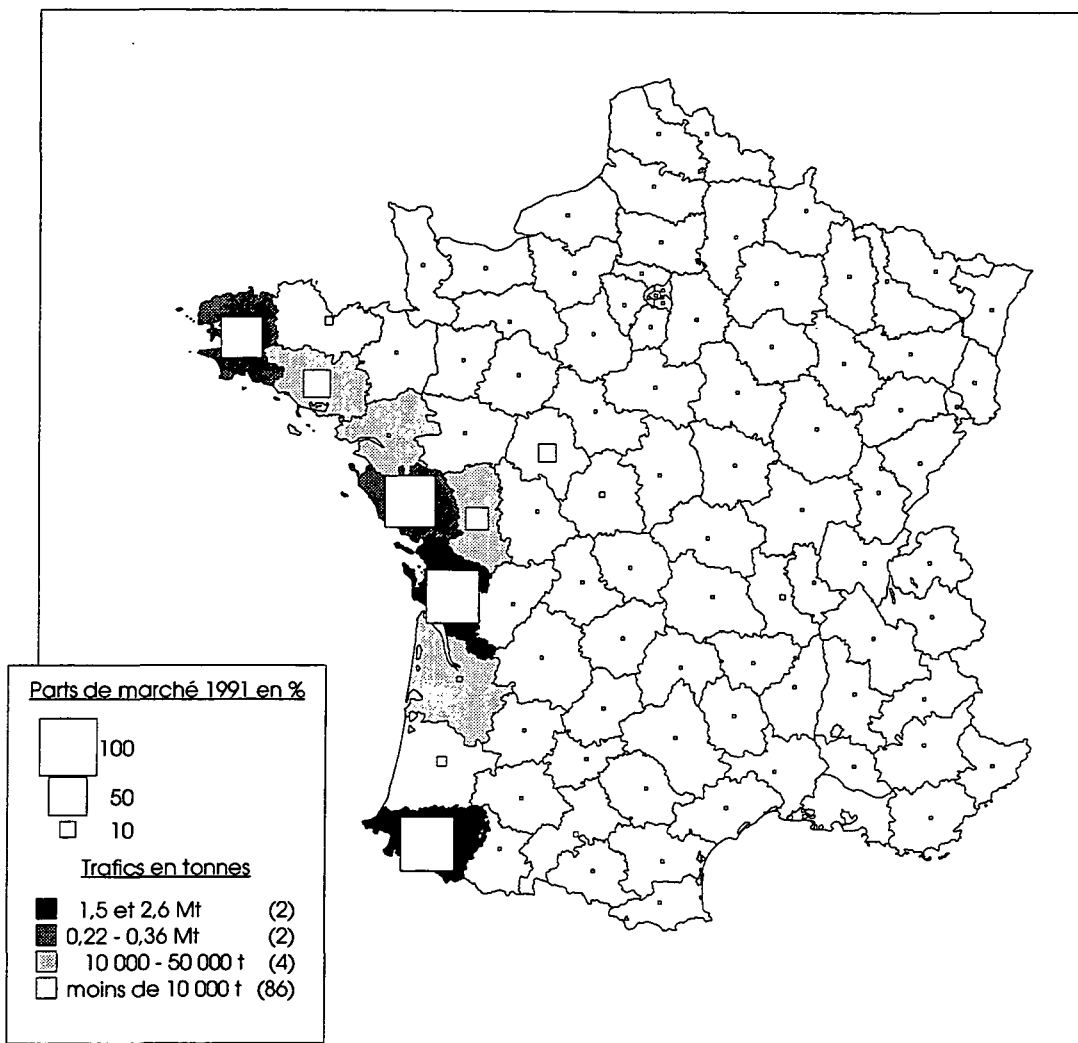 Parts de marché 1991 en %
100
50
10
Trafics en tonnes
1,5 et 2,6 Mt (2)
0,22 - 0,36 Mt (2)
10 000 - 50 000 t (4)
moins de 10 000 t (86)